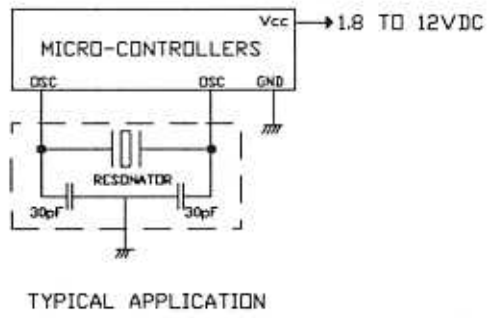 Vcc 1.8 TO 12VDC
MICRO-CONTROLLERS
OSC OSC GND
RESONATOR
30pF 30pF
TYPICAL APPLICATION